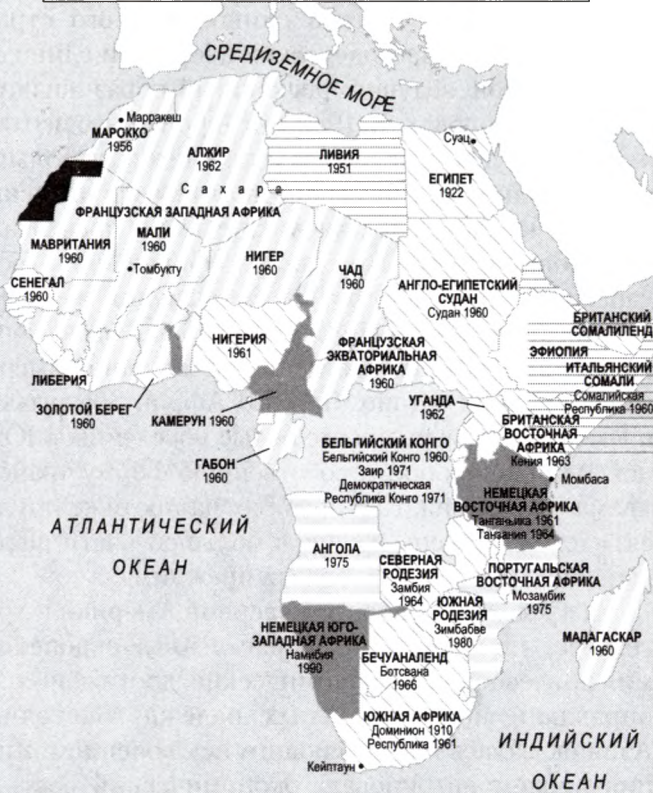 СРЕДИЗЕМНОЕ МОРЕ
Марракеш
МАРОККО
1956
АЛЖИР
1962
ЛИВИЯ
1951
Суэц
ЕГИПЕТ
1922
Сахара
ФРАНЦУЗСКАЯ ЗАПАДНАЯ АФРИКА
МАВРИТАНИЯ
1960
МАЛИ
1960
Томбукту
НИГЕР
1960
ЧАД
1960
СЕНЕГАЛ
1960
АНГЛО-ЕГИПЕТСКИЙ
СУДАН
Судан 1960
БРИТАНСКИЙ
СОМАЛИЛЕНД
НИГЕРИЯ
1961
ФРАНЦУЗСКАЯ
ЭКВАТОРИАЛЬНАЯ
АФРИКА
1960
ЭФИОПИЯ
ИТАЛЬЯНСКИЙ
СОМАЛИ
Сомалийская
Республика 1960
ЛИБЕРИЯ
ЗОЛОТОЙ БЕРЕГ
1960
КАМЕРУН 1960
УГАНДА
1962
БРИТАНСКАЯ
ВОСТОЧНАЯ
АФРИКА
Кения 1963
ГАБОН
1960
БЕЛЬГИЙСКИЙ КОНГО
Бельгийский Конго 1960
Заир 1971
Демократическая
Республика Конго 1971
Момбаса
НЕМЕЦКАЯ
ВОСТОЧНАЯ АФРИКА
Танганьика 1961
Танзания 1964
АТЛАНТИЧЕСКИЙ
ОКЕАН
АНГОЛА
1975
СЕВЕРНАЯ
РОДЕЗИЯ
Замбия
1964
ПОРТУГАЛЬСКАЯ
ВОСТОЧНАЯ АФРИКА
Мозамбик
1975
ЮЖНАЯ
РОДЕЗИЯ
Зимбабве
1980
МАДАГАСКАР
1960
НЕМЕЦКАЯ ЮГО-
ЗАПАДНАЯ АФРИКА
Намибия
1990
БЕЧУАНАЛЕНД
Ботсвана
1966
ЮЖНАЯ АФРИКА
Доминион 1910
Республика 1961
Кейптаун
ИНДИЙСКИЙ
ОКЕАН